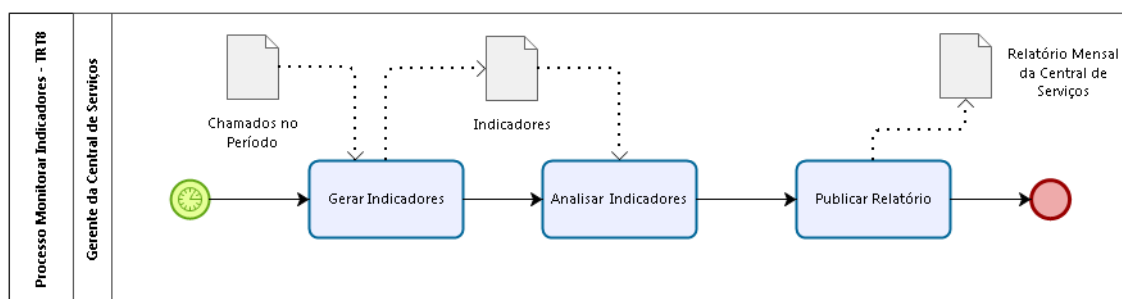 Processo Monitorar Indicadores - TRT8
Gerente da Central de Serviços
Chamados no
Período
Indicadores
Relatório Mensal
da Central de
Serviços
Gerar Indicadores
Analisar Indicadores
Publicar Relatório